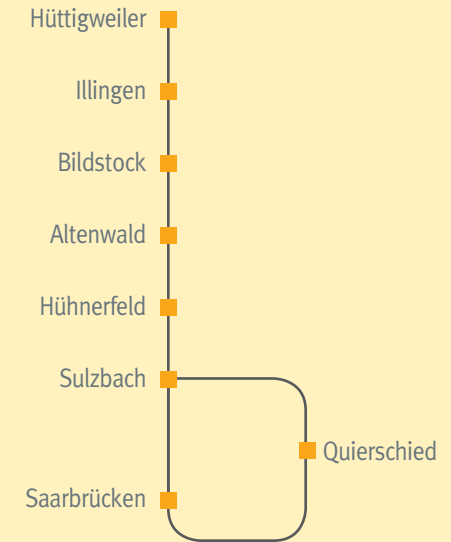 Hüttigweiler
Illingen
Bildstock
Altenwald
Hühnerfeld
Sulzbach
Quierschied
Saarbrücken